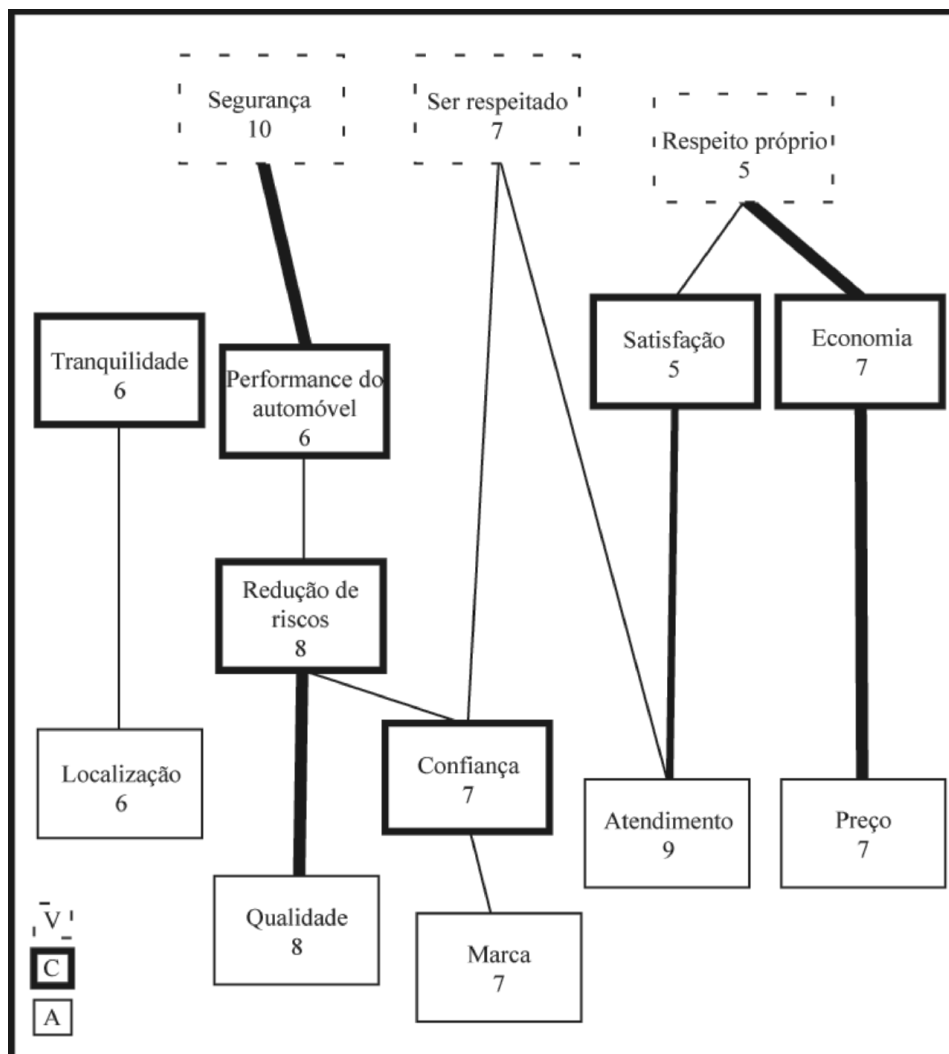 Segurança
10
Ser respeitado
7
Respeito próprio
5
Tranquilidade
6
Performance do
automóvel
6
Satisfação
5
Economia
7
Redução de
riscos
8
Localização
6
Confiança
7
Atendimento
9
Preço
7
Qualidade
8
Marca
7
V
C
A